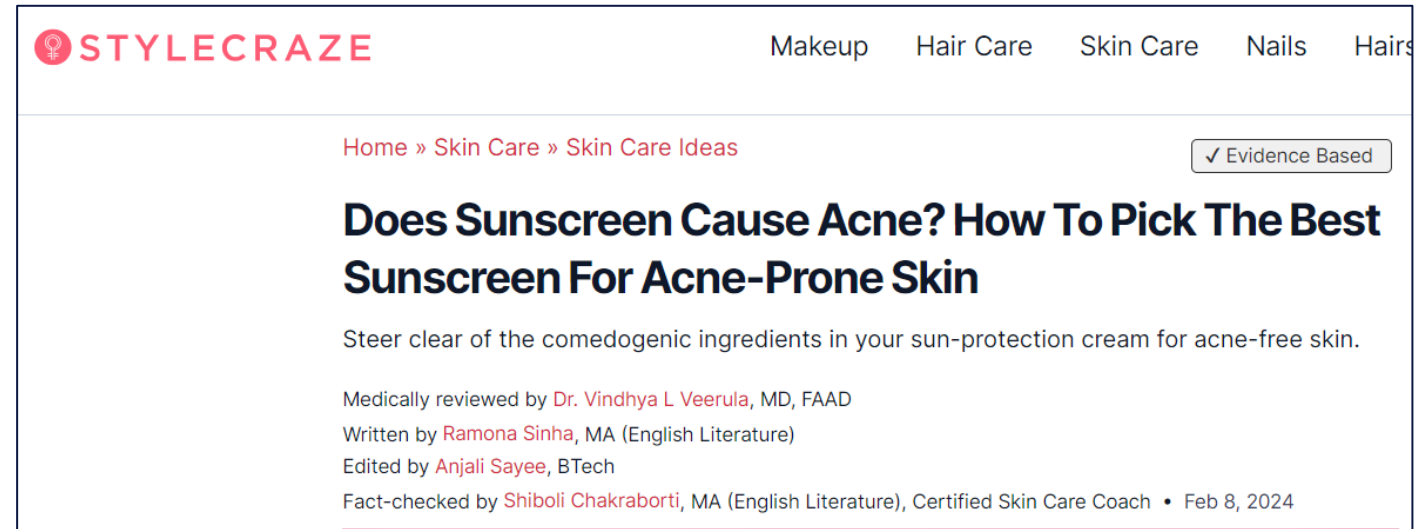 STYLECRAZE
Makeup Hair Care Skin Care Nails
Home » Skin Care » Skin Care Ideas
✓ Evidence Based
Does Sunscreen Cause Acne? How To Pick The Best
Sunscreen For Acne-Prone Skin
Steer clear of the comedogenic ingredients in your sun-protection cream for acne-free skin.
Medically reviewed by Dr. Vindhya L Veerula, MD, FAAD
Written by Ramona Sinha, MA (English Literature)
Edited by Anjali Sayee, BTech
Fact-checked by Shiboli Chakraborti, MA (English Literature), Certified Skin Care Coach • Feb 8, 2024